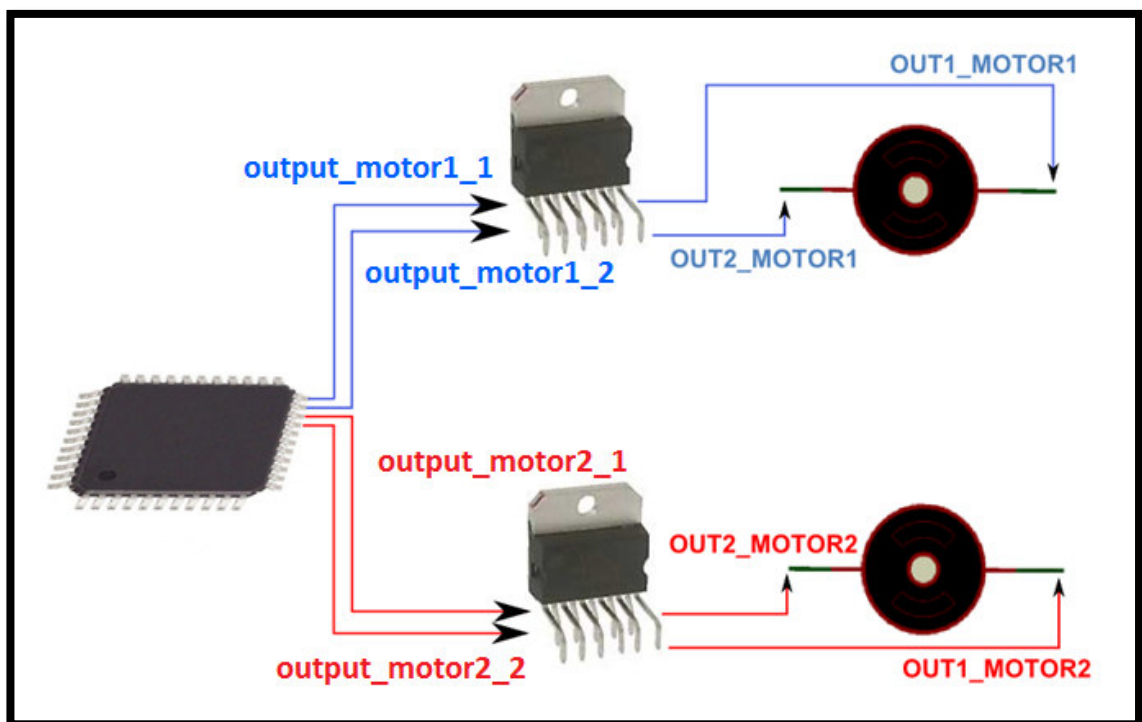 OUT1_MOTOR1
output_motor1_1
OUT2_MOTOR1
output_motor1_2
output_motor2_1
OUT2_MOTOR2
output_motor2_2
OUT1_MOTOR2